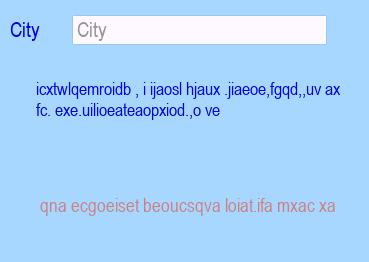 City City
icxtwlqemroidb , i ijaosl hjaux .jiaeoe,fgqd,,uv ax
fc. exe.uilioeateaopxiod.,o ve
qna ecgoeiset beoucsqva loiat.ifa mxac xa